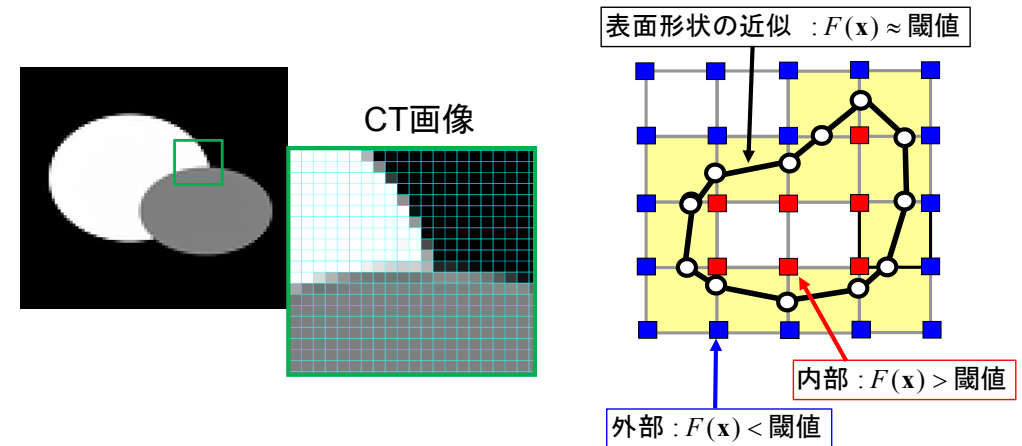 表面形状の近似 : F(x) ≈ 閾値
CT画像
内部 : F(x) > 閾値
外部 : F(x) < 閾値